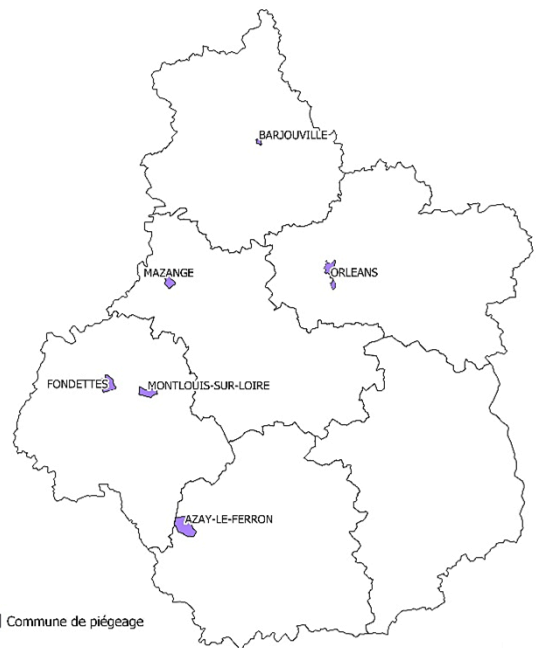 BARJOUVILLE
MAZANGE
ORLEANS
FONDETTES
MONTLOUIS-SUR-LOIRE
AZAY-LE-FERRON
Commune de piégeage